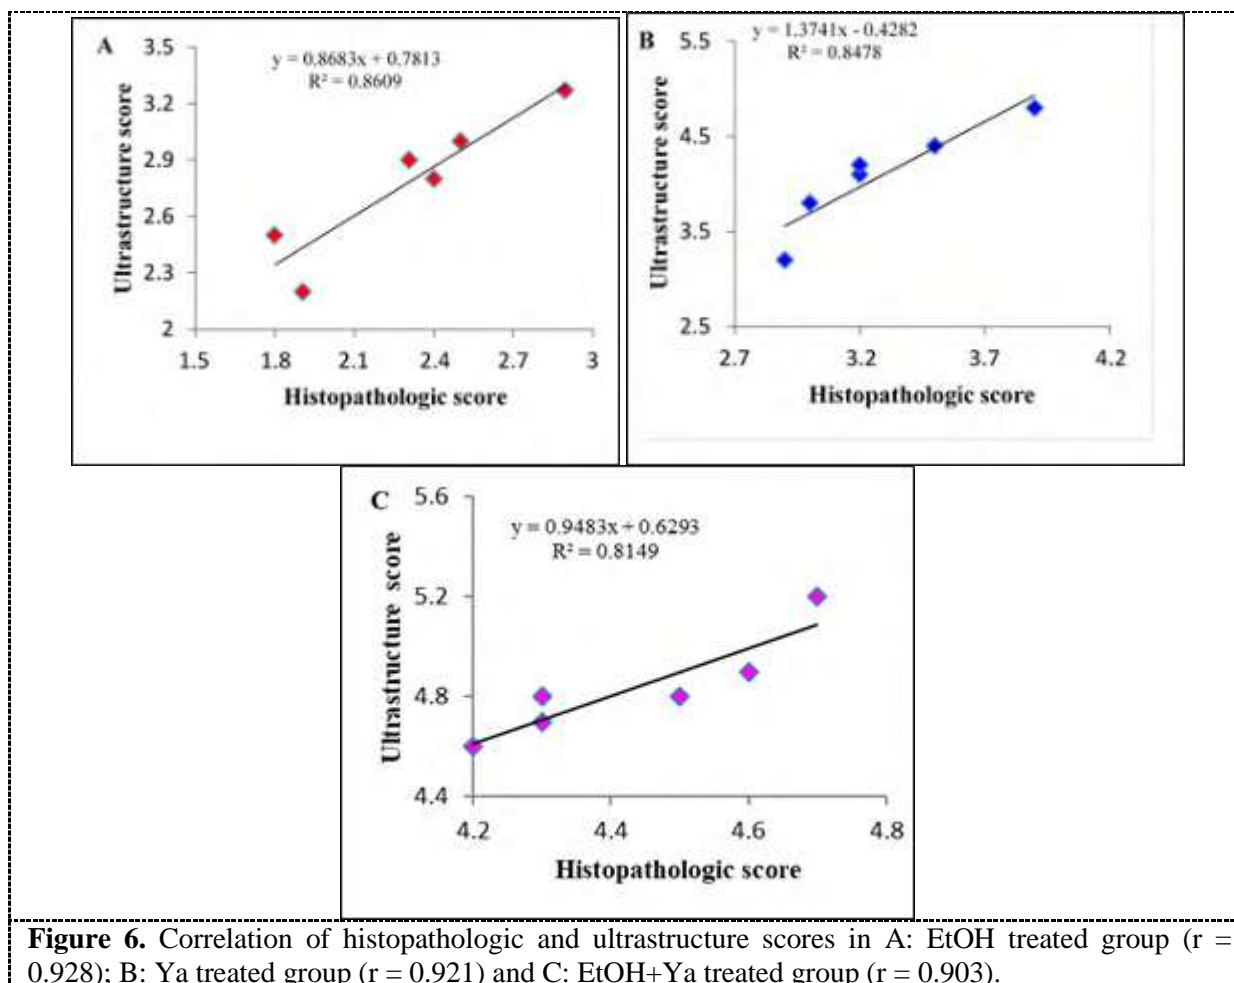 A
y = 0.8683x + 0.7813
R² = 0.8609
3.5
3.2
2.9
2.6
2.3
2
Ultrastructure score
1.5 1.8 2.1 2.4 2.7 3
Histopathologic score
B
y = 1.3741x - 0.4282
R² = 0.8478
5.5
4.5
3.5
2.5
Ultrastructure score
2.7 3.2 3.7 4.2
Histopathologic score
C
y = 0.9483x + 0.6293
R² = 0.8149
5.6
5.2
4.8
4.4
Ultrastructure score
4.2 4.4 4.6 4.8
Histopathologic score
Figure 6. Correlation of histopathologic and ultrastructure scores in A: EtOH treated group (r =
0.928); B: Ya treated group (r = 0.921) and C: EtOH+Ya treated group (r = 0.903).